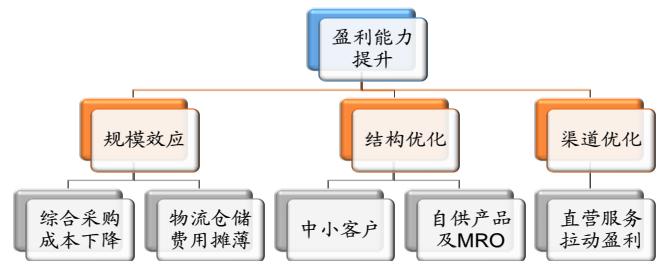 盈利能力
提升
规模效应
结构优化
渠道优化
综合采购
成本下降
物流仓储
费用摊薄
中小客户
自供产品
及MRO
直营服务
拉动盈利